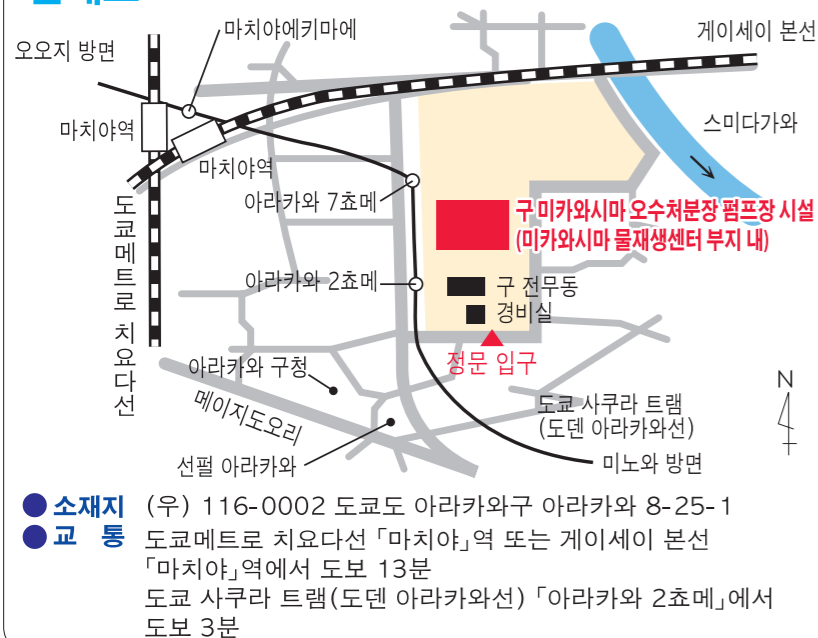 마치야에키마에
게이세이 본선
오오지 방면
스미다가와
마치야역
마치야역
아라카와 7쵸메
구 미카와시마 오수처분장 펌프장 시설
(미카와시마 물재생센터 부지 내)
도쿄메트로 치요다선
아라카와 2쵸메
구 전무동
경비실
정문 입구
아라카와 구청
메이지도오리
N
도쿄 사쿠라 트램
(도덴 아라카와선)
선펄 아라카와
미노와 방면
● 소재지 (우) 116-0002 도쿄도 아라카와구 아라카와 8-25-1
● 교 통 도쿄메트로 치요다선 「마치야」역 또는 게이세이 본선
「마치야」역에서 도보 13분
도쿄 사쿠라 트램(도덴 아라카와선) 「아라카와 2쵸메」에서
도보 3분